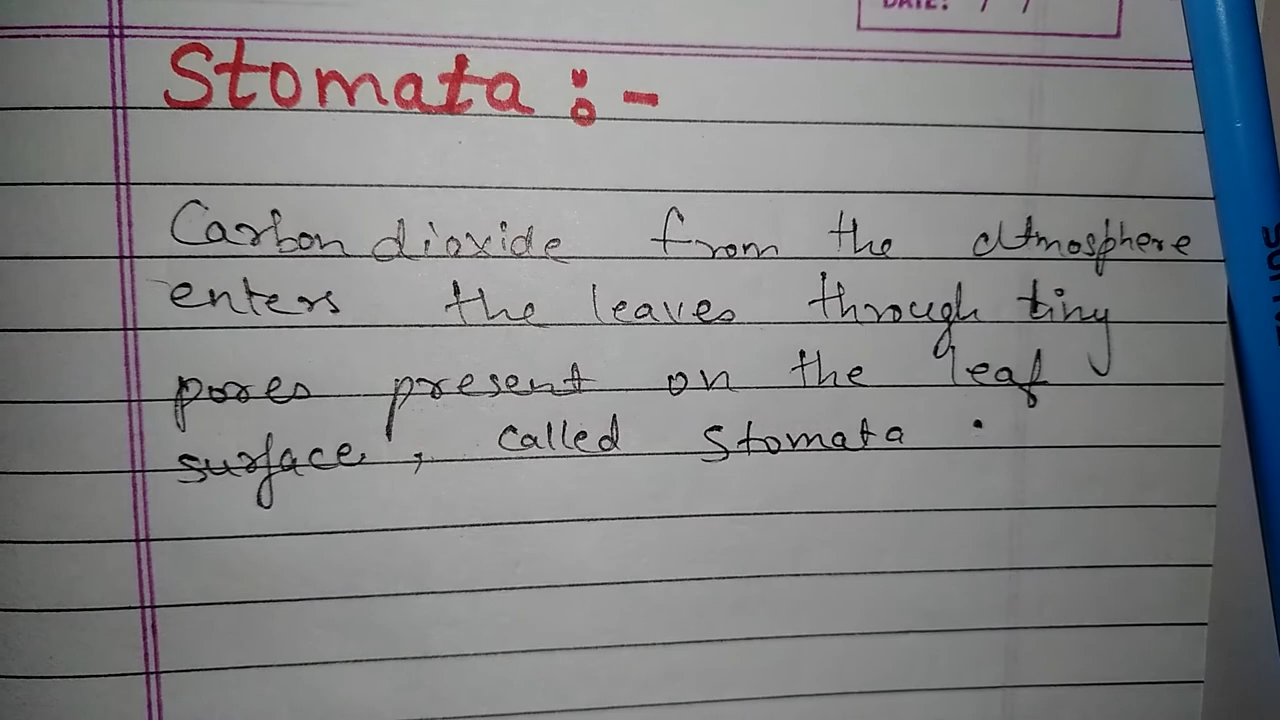 DATE: / /
Stomata :-
Carbon dioxide from the atmosphere
enters the leaves through tiny
pores present on the leaf
surface, called stomata.